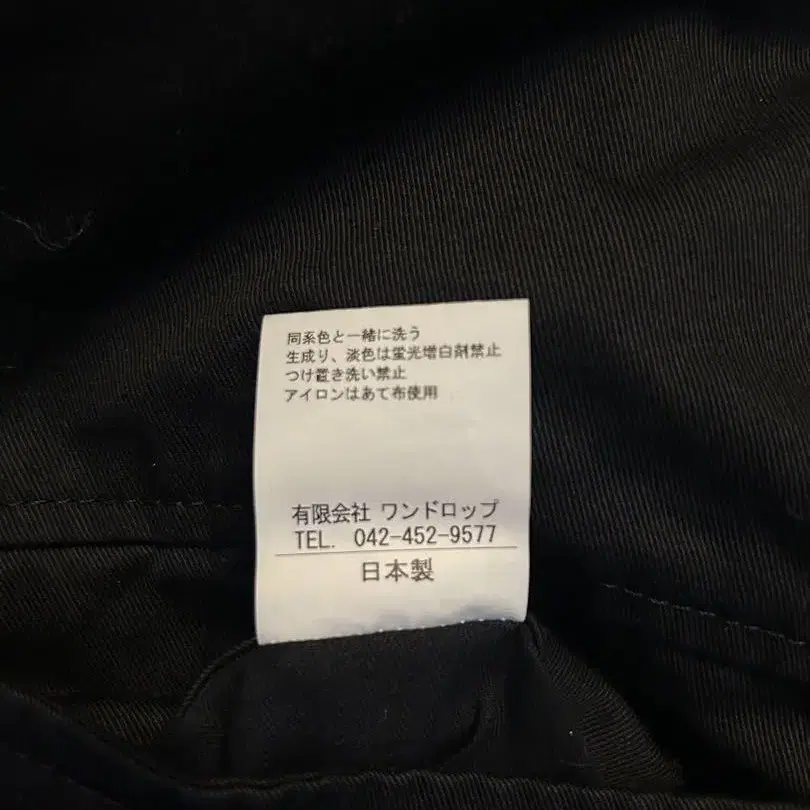 同系色と一緒に洗う
生成り、淡色は蛍光増白剤禁止
つけ置き洗い禁止
アイロンはあて布使用
有限会社 ワンドロップ
TEL. 042-452-9577
日本製